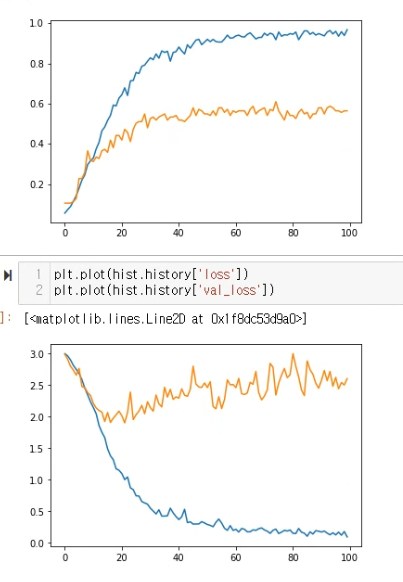 1.0
0.8
0.6
0.4
0.2
0 20 40 60 80 100
1 plt.plot(hist.history['loss'])
2 plt.plot(hist.history['val_loss'])
]: [<matplotlib.lines.Line2D at 0x1f8dc53d9a0>]
3.0
2.5
2.0
1.5
1.0
0.5
0.0
0 20 40 60 80 100